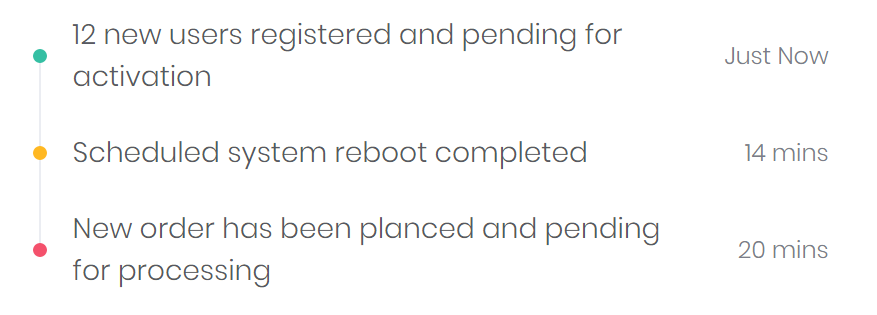 12 new users registered and pending for
activation
Just Now
Scheduled system reboot completed
14 mins
New order has been planced and pending
for processing
20 mins